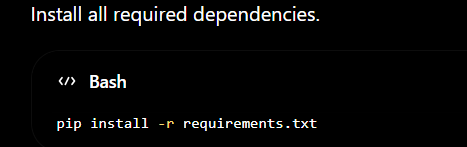 Install all required dependencies.
Bash
pip install -r requirements.txt